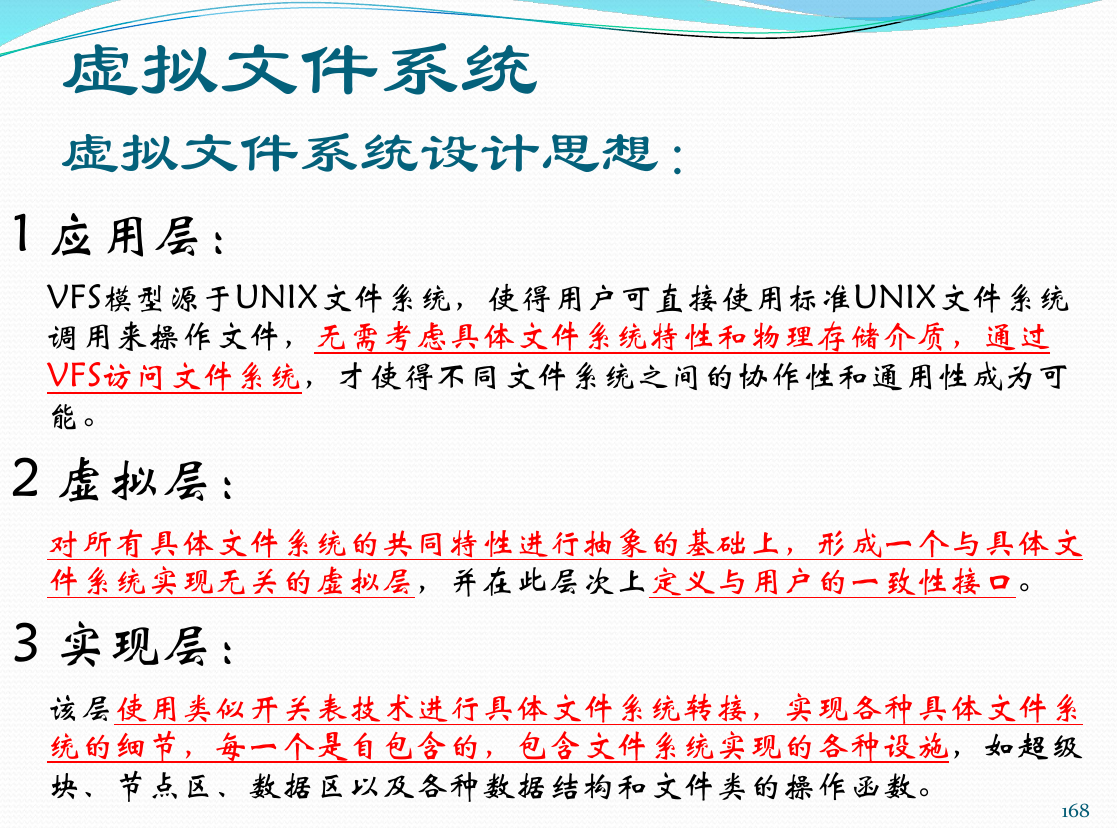 虚拟文件系统
虚拟文件系统设计思想:
1 应用层:
VFS模型源于UNIX文件系统，使得用户可直接使用标准UNIX文件系统
调用来操作文件，无需考虑具体文件系统特性和物理存储介质，通过
VFS访问文件系统，才使得不同文件系统之间的协作性和通用性成为可
能。
2 虚拟层:
对所有具体文件系统的共同特性进行抽象的基础上，形成一个与具体文
件系统实现无关的虚拟层，并在此层次上定义与用户的一致性接口。
3 实现层:
该层使用类似开关表技术进行具体文件系统转接，实现各种具体文件系
统的细节，每一个是自包含的，包含文件系统实现的各种设施，如超级
块、节点区、数据区以及各种数据结构和文件类的操作函数。
168